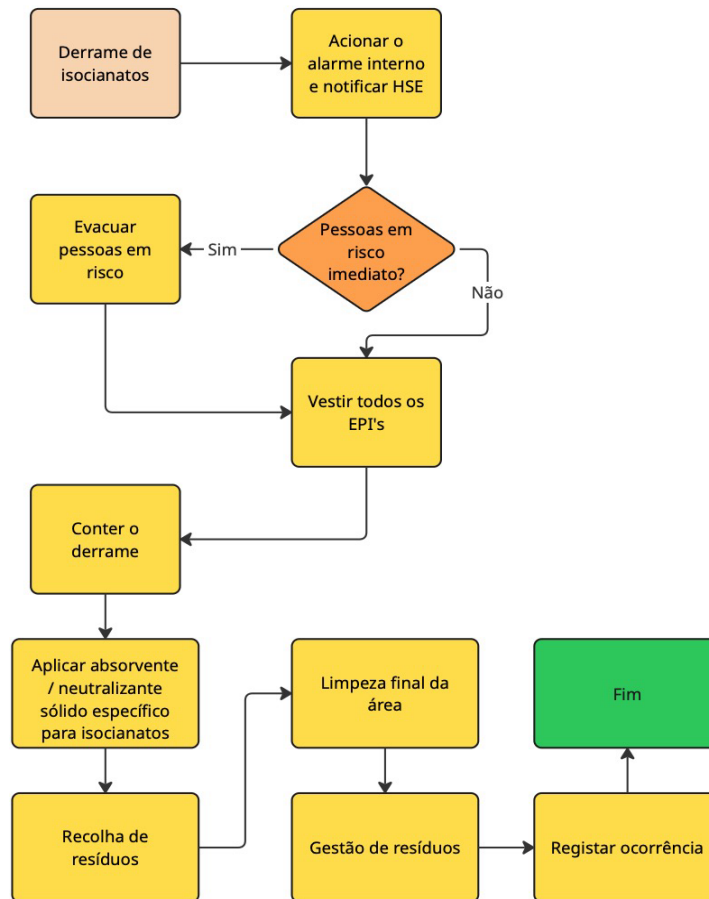 Derrame de
isocianatos
Acionar o
alarme interno
e notificar HSE
Pessoas em
risco
imediato?
Sim
Não
Evacuar
pessoas em
risco
Vestir todos os
EPI's
Conter o
derrame
Aplicar absorvente
/ neutralizante
sólido específico
para isocianatos
Recolha de
resíduos
Limpeza final da
área
Gestão de resíduos
Registar ocorrência
Fim